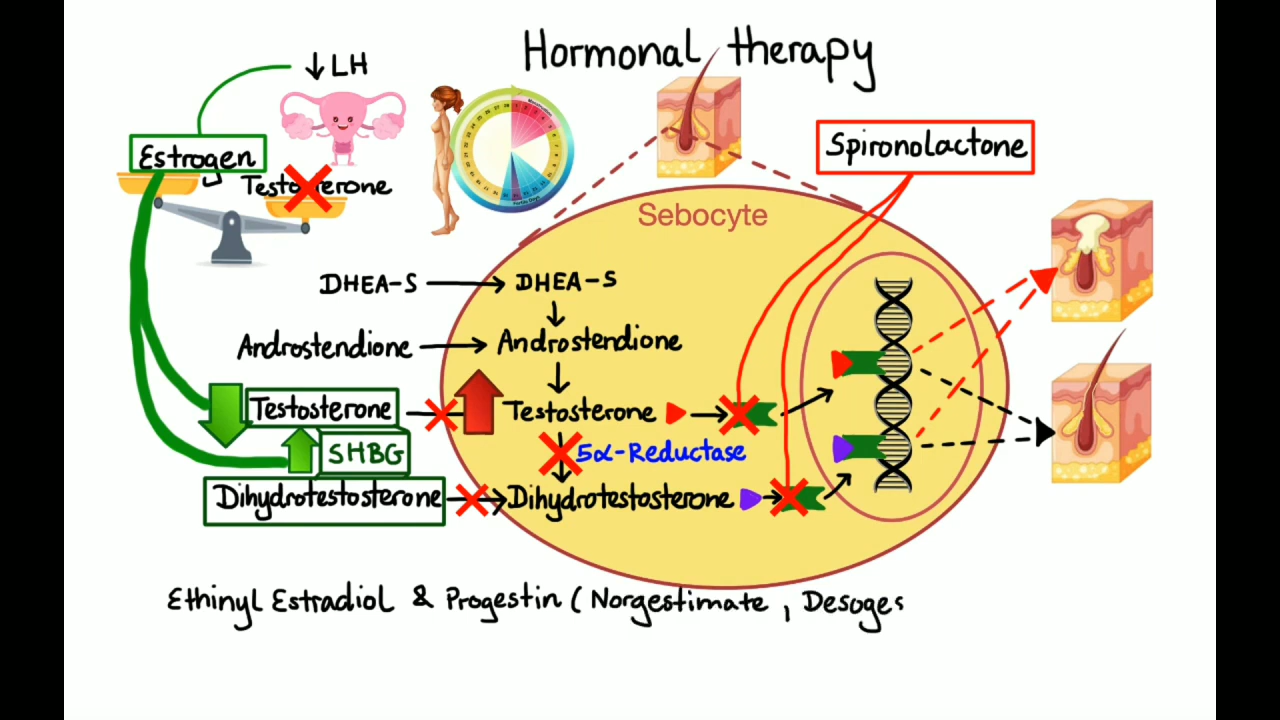 Hormonal therapy
↓LH
Estrogen
Testosterone
Spironolactone
Sebocyte
DHEA-S
DHEA-S
Androstendione
Androstendione
Testosterone
Testosterone
SHBG
5α-Reductase
Dihydrotestosterone
Dihydrotestosterone
Ethinyl Estradiol & Progestin (Norgestimate, Desoges